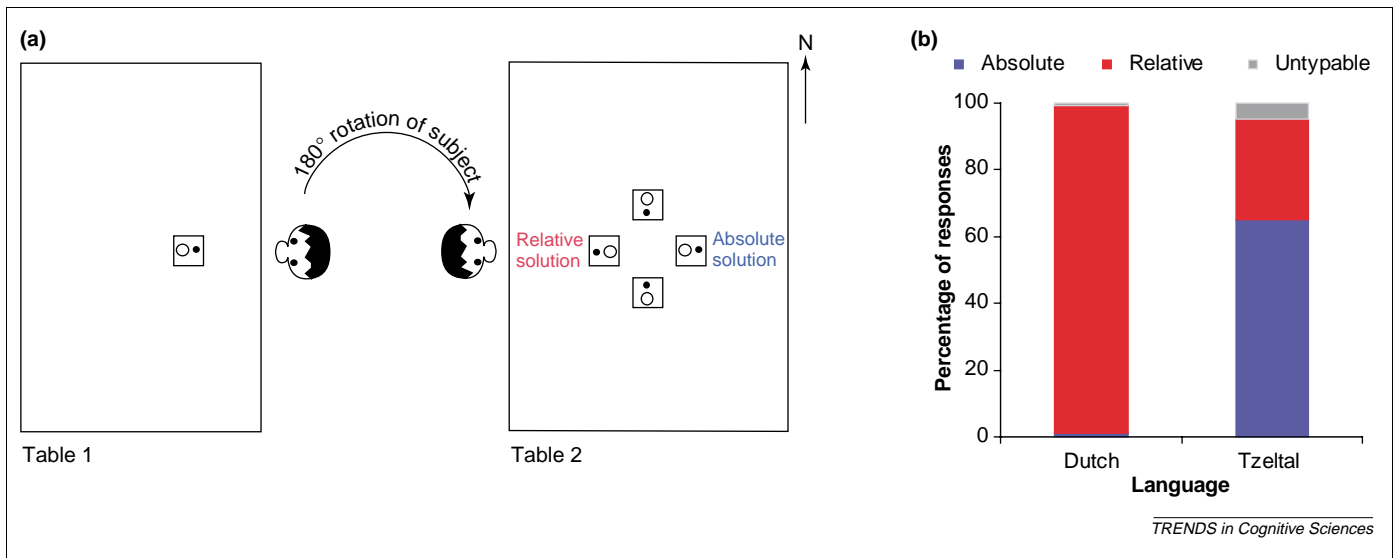 (a)
N
180° rotation of subject
Relative
solution
Absolute
solution
Table 1
Table 2
(b)
Absolute Relative Untypable
Percentage of responses
100
80
60
40
20
0
Dutch Tzeltal
Language
TRENDS in Cognitive Sciences